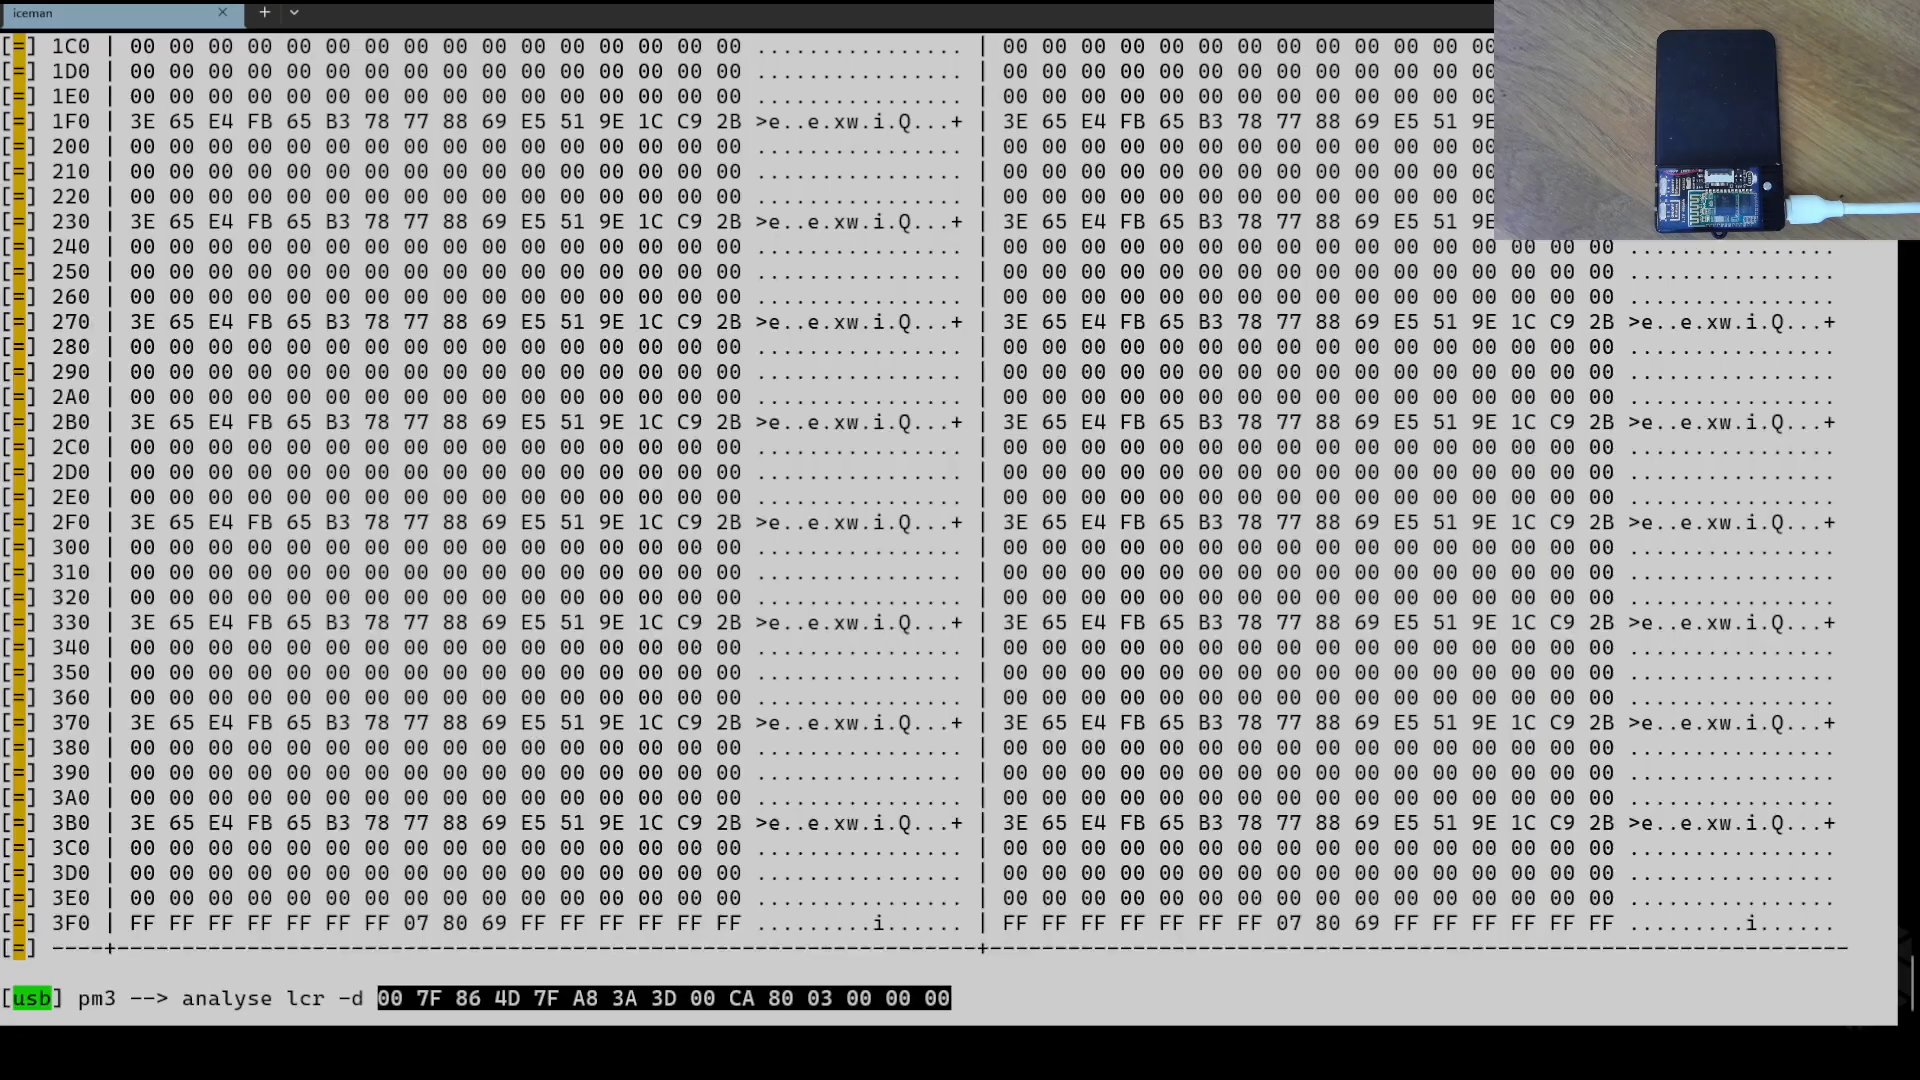 iceman × + ⌄
[=] 1C0 | 00 00 00 00 00 00 00 00 00 00 00 00 00 00 00 00 ................ | 00 00 00 00 00 00 00 00 00 00 00 00 00
[=] 1D0 | 00 00 00 00 00 00 00 00 00 00 00 00 00 00 00 00 ................ | 00 00 00 00 00 00 00 00 00 00 00 00 00
[=] 1E0 | 00 00 00 00 00 00 00 00 00 00 00 00 00 00 00 00 ................ | 00 00 00 00 00 00 00 00 00 00 00 00 00
[=] 1F0 | 3E 65 E4 FB 65 B3 78 77 88 69 E5 51 9E 1C C9 2B >e..e.xw.i.Q...+ | 3E 65 E4 FB 65 B3 78 77 88 69 E5 51 9E
[=] 200 | 00 00 00 00 00 00 00 00 00 00 00 00 00 00 00 00 ................ | 00 00 00 00 00 00 00 00 00 00 00 00 00
[=] 210 | 00 00 00 00 00 00 00 00 00 00 00 00 00 00 00 00 ................ | 00 00 00 00 00 00 00 00 00 00 00 00 00
[=] 220 | 00 00 00 00 00 00 00 00 00 00 00 00 00 00 00 00 ................ | 00 00 00 00 00 00 00 00 00 00 00 00 00
[=] 230 | 3E 65 E4 FB 65 B3 78 77 88 69 E5 51 9E 1C C9 2B >e..e.xw.i.Q...+ | 3E 65 E4 FB 65 B3 78 77 88 69 E5 51 9E
[=] 240 | 00 00 00 00 00 00 00 00 00 00 00 00 00 00 00 00 ................ | 00 00 00 00 00 00 00 00 00 00 00 00 00 00 00 00 ................
[=] 250 | 00 00 00 00 00 00 00 00 00 00 00 00 00 00 00 00 ................ | 00 00 00 00 00 00 00 00 00 00 00 00 00 00 00 00 ................
[=] 260 | 00 00 00 00 00 00 00 00 00 00 00 00 00 00 00 00 ................ | 00 00 00 00 00 00 00 00 00 00 00 00 00 00 00 00 ................
[=] 270 | 3E 65 E4 FB 65 B3 78 77 88 69 E5 51 9E 1C C9 2B >e..e.xw.i.Q...+ | 3E 65 E4 FB 65 B3 78 77 88 69 E5 51 9E 1C C9 2B >e..e.xw.i.Q...+
[=] 280 | 00 00 00 00 00 00 00 00 00 00 00 00 00 00 00 00 ................ | 00 00 00 00 00 00 00 00 00 00 00 00 00 00 00 00 ................
[=] 290 | 00 00 00 00 00 00 00 00 00 00 00 00 00 00 00 00 ................ | 00 00 00 00 00 00 00 00 00 00 00 00 00 00 00 00 ................
[=] 2A0 | 00 00 00 00 00 00 00 00 00 00 00 00 00 00 00 00 ................ | 00 00 00 00 00 00 00 00 00 00 00 00 00 00 00 00 ................
[=] 2B0 | 3E 65 E4 FB 65 B3 78 77 88 69 E5 51 9E 1C C9 2B >e..e.xw.i.Q...+ | 3E 65 E4 FB 65 B3 78 77 88 69 E5 51 9E 1C C9 2B >e..e.xw.i.Q...+
[=] 2C0 | 00 00 00 00 00 00 00 00 00 00 00 00 00 00 00 00 ................ | 00 00 00 00 00 00 00 00 00 00 00 00 00 00 00 00 ................
[=] 2D0 | 00 00 00 00 00 00 00 00 00 00 00 00 00 00 00 00 ................ | 00 00 00 00 00 00 00 00 00 00 00 00 00 00 00 00 ................
[=] 2E0 | 00 00 00 00 00 00 00 00 00 00 00 00 00 00 00 00 ................ | 00 00 00 00 00 00 00 00 00 00 00 00 00 00 00 00 ................
[=] 2F0 | 3E 65 E4 FB 65 B3 78 77 88 69 E5 51 9E 1C C9 2B >e..e.xw.i.Q...+ | 3E 65 E4 FB 65 B3 78 77 88 69 E5 51 9E 1C C9 2B >e..e.xw.i.Q...+
[=] 300 | 00 00 00 00 00 00 00 00 00 00 00 00 00 00 00 00 ................ | 00 00 00 00 00 00 00 00 00 00 00 00 00 00 00 00 ................
[=] 310 | 00 00 00 00 00 00 00 00 00 00 00 00 00 00 00 00 ................ | 00 00 00 00 00 00 00 00 00 00 00 00 00 00 00 00 ................
[=] 320 | 00 00 00 00 00 00 00 00 00 00 00 00 00 00 00 00 ................ | 00 00 00 00 00 00 00 00 00 00 00 00 00 00 00 00 ................
[=] 330 | 3E 65 E4 FB 65 B3 78 77 88 69 E5 51 9E 1C C9 2B >e..e.xw.i.Q...+ | 3E 65 E4 FB 65 B3 78 77 88 69 E5 51 9E 1C C9 2B >e..e.xw.i.Q...+
[=] 340 | 00 00 00 00 00 00 00 00 00 00 00 00 00 00 00 00 ................ | 00 00 00 00 00 00 00 00 00 00 00 00 00 00 00 00 ................
[=] 350 | 00 00 00 00 00 00 00 00 00 00 00 00 00 00 00 00 ................ | 00 00 00 00 00 00 00 00 00 00 00 00 00 00 00 00 ................
[=] 360 | 00 00 00 00 00 00 00 00 00 00 00 00 00 00 00 00 ................ | 00 00 00 00 00 00 00 00 00 00 00 00 00 00 00 00 ................
[=] 370 | 3E 65 E4 FB 65 B3 78 77 88 69 E5 51 9E 1C C9 2B >e..e.xw.i.Q...+ | 3E 65 E4 FB 65 B3 78 77 88 69 E5 51 9E 1C C9 2B >e..e.xw.i.Q...+
[=] 380 | 00 00 00 00 00 00 00 00 00 00 00 00 00 00 00 00 ................ | 00 00 00 00 00 00 00 00 00 00 00 00 00 00 00 00 ................
[=] 390 | 00 00 00 00 00 00 00 00 00 00 00 00 00 00 00 00 ................ | 00 00 00 00 00 00 00 00 00 00 00 00 00 00 00 00 ................
[=] 3A0 | 00 00 00 00 00 00 00 00 00 00 00 00 00 00 00 00 ................ | 00 00 00 00 00 00 00 00 00 00 00 00 00 00 00 00 ................
[=] 3B0 | 3E 65 E4 FB 65 B3 78 77 88 69 E5 51 9E 1C C9 2B >e..e.xw.i.Q...+ | 3E 65 E4 FB 65 B3 78 77 88 69 E5 51 9E 1C C9 2B >e..e.xw.i.Q...+
[=] 3C0 | 00 00 00 00 00 00 00 00 00 00 00 00 00 00 00 00 ................ | 00 00 00 00 00 00 00 00 00 00 00 00 00 00 00 00 ................
[=] 3D0 | 00 00 00 00 00 00 00 00 00 00 00 00 00 00 00 00 ................ | 00 00 00 00 00 00 00 00 00 00 00 00 00 00 00 00 ................
[=] 3E0 | 00 00 00 00 00 00 00 00 00 00 00 00 00 00 00 00 ................ | 00 00 00 00 00 00 00 00 00 00 00 00 00 00 00 00 ................
[=] 3F0 | FF FF FF FF FF FF FF 07 80 69 FF FF FF FF FF FF .........i...... | FF FF FF FF FF FF FF 07 80 69 FF FF FF FF FF FF .........i......
[=] ----+-------------------------------------------------------------------+-------------------------------------------------------------------
[usb] pm3 --> analyse lcr -d 00 7F 86 4D 7F A8 3A 3D 00 CA 80 03 00 00 00